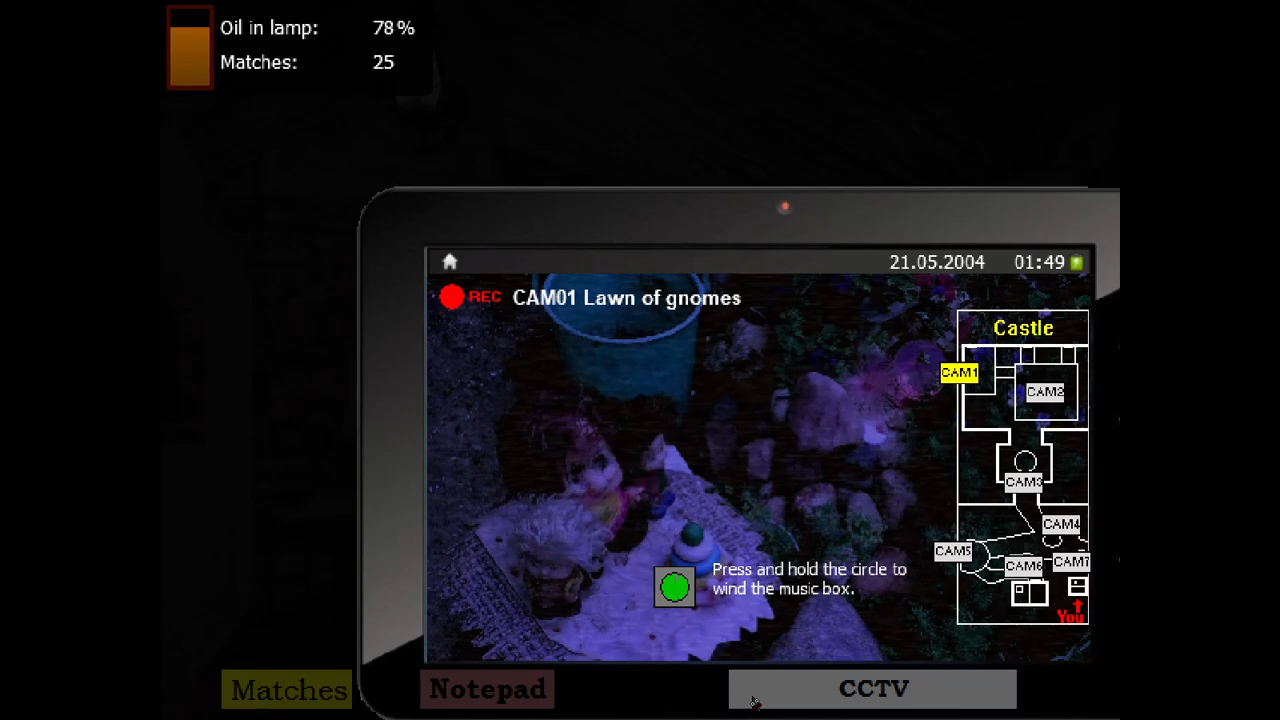 Oil in lamp: 78%
Matches: 25
21.05.2004 01:49
REC CAM01 Lawn of gnomes
Castle
CAM1
CAM2
CAM3
CAM4
CAM5
CAM6
CAM7
Press and hold the circle to
wind the music box.
You
Matches
Notepad
CCTV